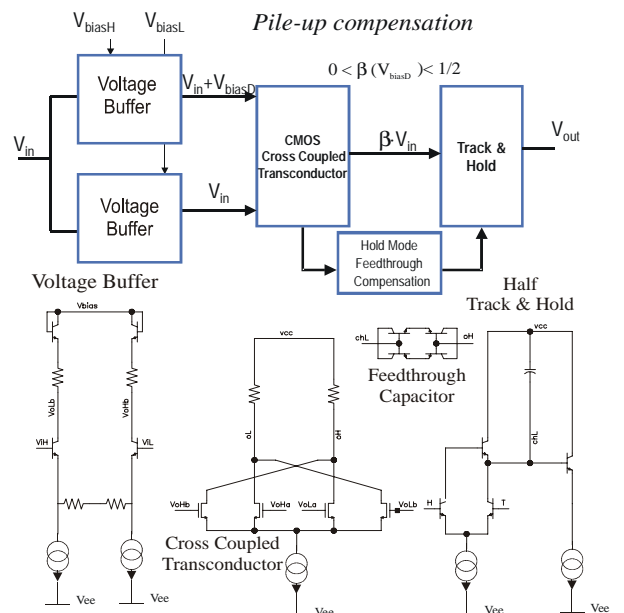 Pile-up compensation
VbiasH
VbiasL
0 < β (VbiasD) < 1/2
Voltage
Buffer
Vin+VbiasD
CMOS
Cross Coupled
Transconductor
β·Vin
Track &
Hold
Vout
Vin
Voltage
Buffer
Vin
Hold Mode
Feedthrough
Compensation
Voltage Buffer
Half
Track & Hold
Vbias
vcc
vcc
chL
oH
Feedthrough
Capacitor
VoLb
VoHb
oL
oH
chL
ViH
ViL
H
T
VoHb
VoHa
VoLa
VoLb
Cross Coupled
Transconductor
Vee
Vee
Vee
Vee
Vee